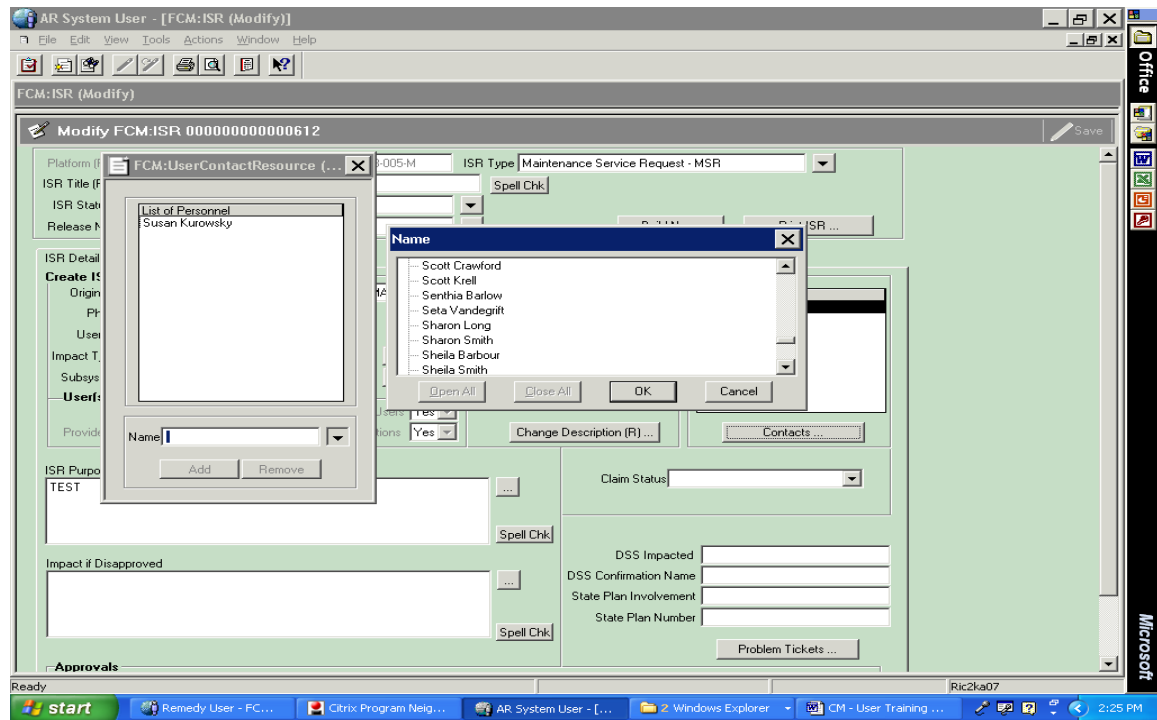 AR System User - [FCM:ISR (Modify)]
File Edit View Tools Actions Window Help
FCM:ISR (Modify)
Modify FCM:ISR 000000000000612
Save
Platform (
-005-M
ISR Type Maintenance Service Request - MSR
ISR Title (R
Spell Chk
ISR Stat
Release N
ISR ...
FCM:UserContactResource (...
List of Personnel
Susan Kurowsky
Name
Add Remove
Name
Scott Crawford
Scott Krell
Senthia Barlow
Seta Vandegrift
Sharon Long
Sharon Smith
Sheila Barbour
Sheila Smith
Open All Close All OK Cancel
ISR Detail
Create IS
Origin
Ph
User
Impact T
Subsys
User(s
Users Yes
Provide
tions Yes
Change Description (R) ...
Contacts ...
ISR Purpo
TEST
...
Spell Chk
Claim Status
Impact if Disapproved
...
Spell Chk
DSS Impacted
DSS Confirmation Name
State Plan Involvement
State Plan Number
Problem Tickets ...
Approvals
Ready
Ric2ka07
start
Remedy User - FC...
Citrix Program Neig...
AR System User - [...
2 Windows Explorer
CM - User Training ...
2:25 PM
Office
Microsoft